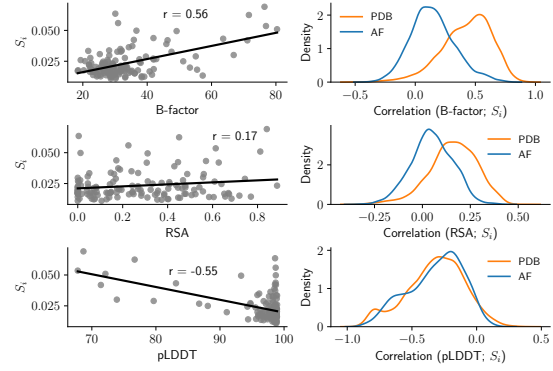 0.050
0.025
S_i
r = 0.56
20 40 60 80
B-factor
2
1
0
Density
PDB
AF
−0.5 0.0 0.5 1.0
Correlation (B-factor; S_i)
0.050
0.025
S_i
r = 0.17
0.0 0.2 0.4 0.6 0.8
RSA
2
0
Density
PDB
AF
−0.25 0.00 0.25 0.50
Correlation (RSA; S_i)
0.050
0.025
S_i
r = -0.55
70 80 90 100
pLDDT
2
1
0
Density
PDB
AF
−1.0 −0.5 0.0 0.5
Correlation (pLDDT; S_i)